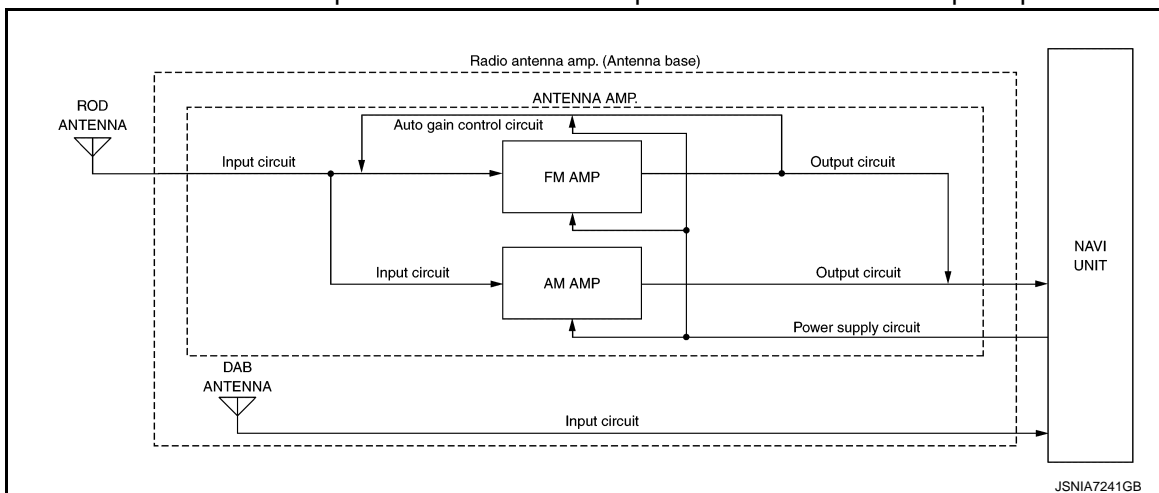 Radio antenna amp. (Antenna base)
ROD
ANTENNA
ANTENNA AMP.
Auto gain control circuit
Input circuit
FM AMP
Output circuit
Input circuit
AM AMP
Output circuit
NAVI
UNIT
Power supply circuit
DAB
ANTENNA
Input circuit
JSNIA7241GB